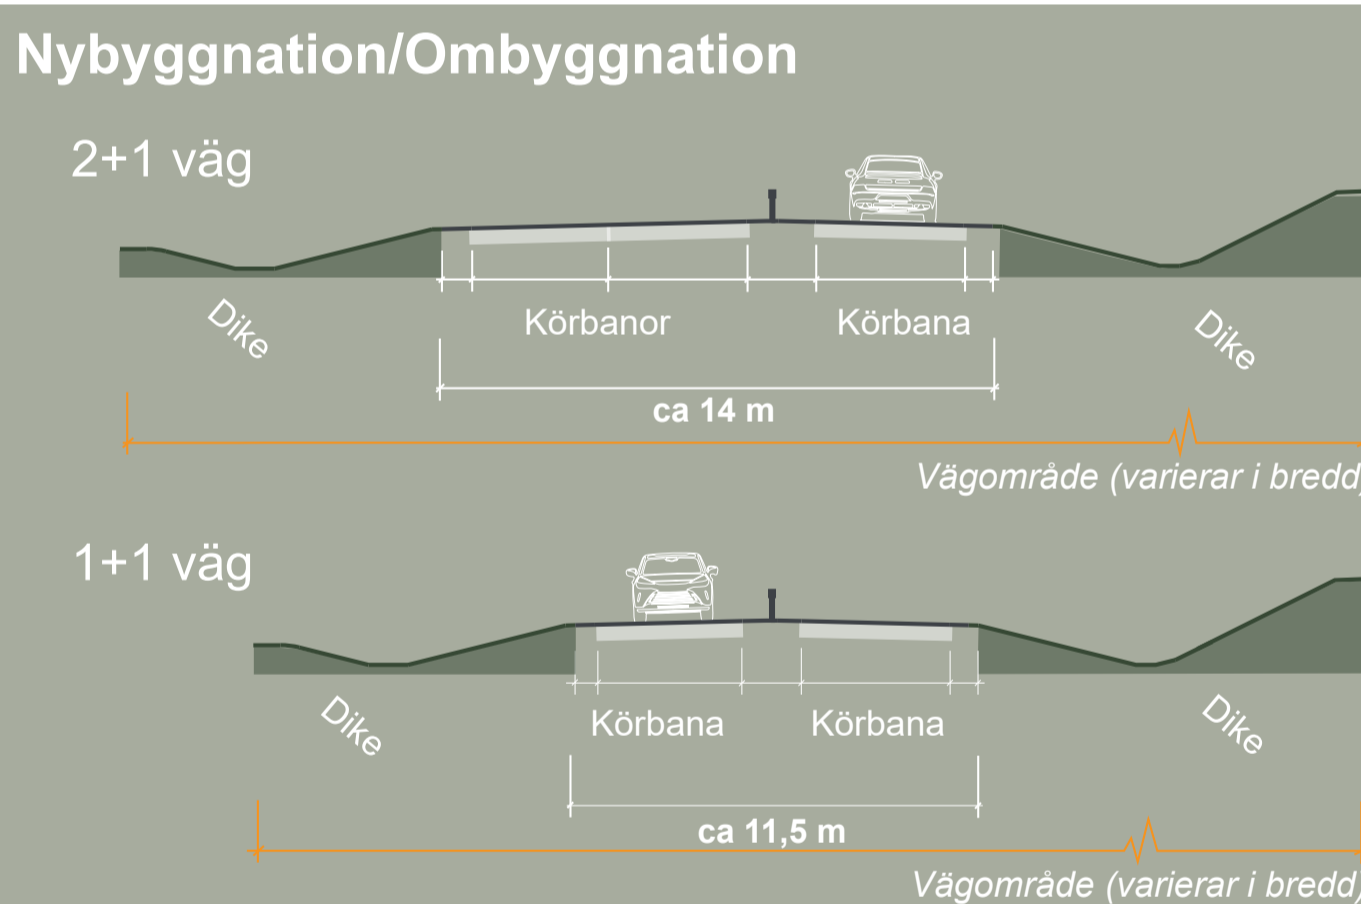 Nybyggnation/Ombyggnation
2+1 väg
Körbanor
Körbana
Dike
Dike
ca 14 m
Vägområde (varierar i bredd)
1+1 väg
Körbana
Körbana
Dike
Dike
ca 11,5 m
Vägområde (varierar i bredd)